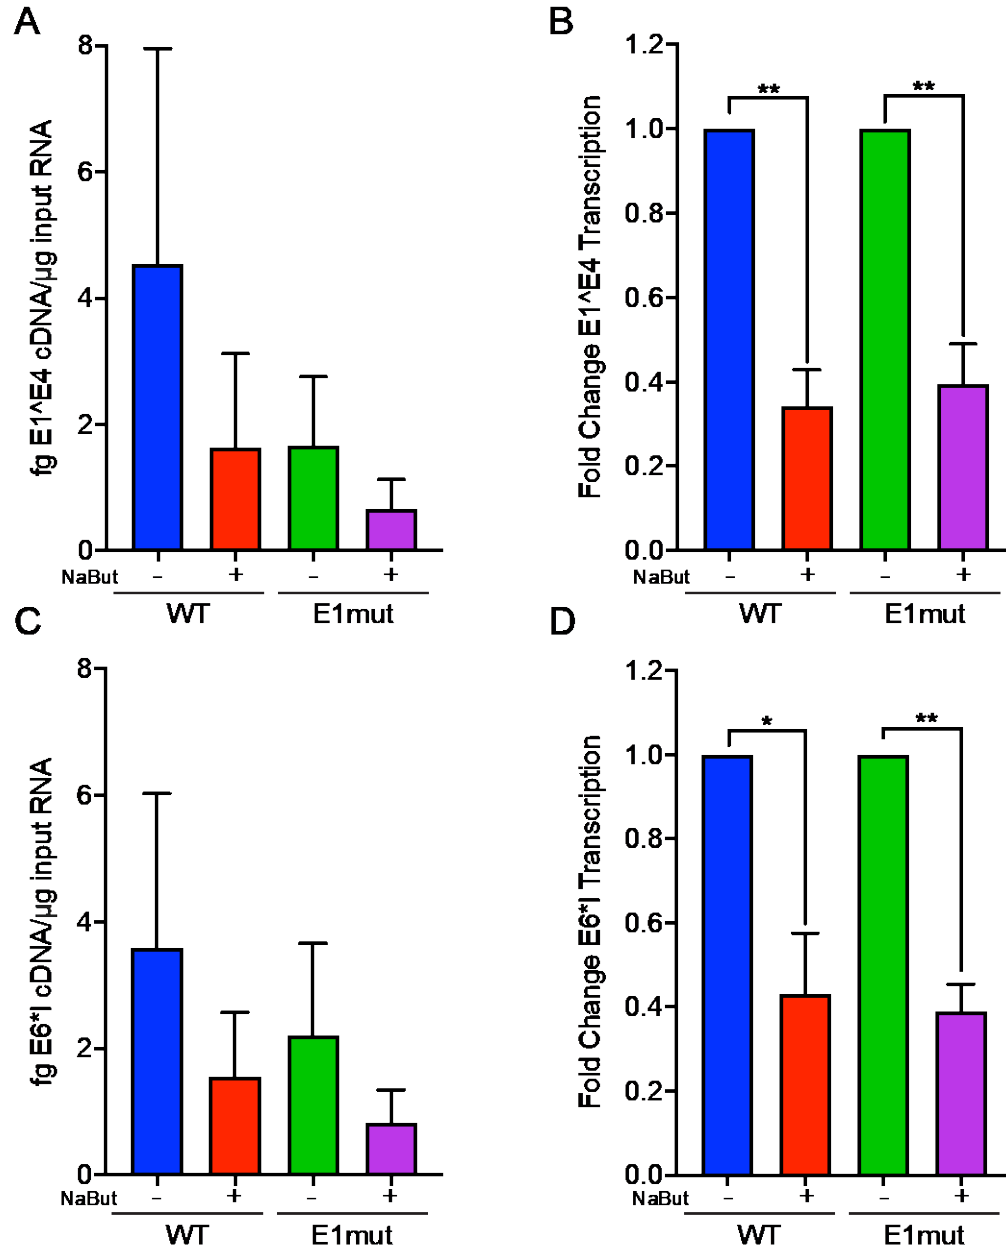 A
fg E1^E4 cDNA/µg input RNA
8
6
4
2
0
NaBut - + - +
WT E1mut
B
Fold Change E1^E4 Transcription
1.2
1.0
0.8
0.6
0.4
0.2
0.0
** **
NaBut - + - +
WT E1mut
C
fg E6*I cDNA/µg input RNA
8
6
4
2
0
NaBut - + - +
WT E1mut
D
Fold Change E6*I Transcription
1.2
1.0
0.8
0.6
0.4
0.2
0.0
* **
NaBut - + - +
WT E1mut